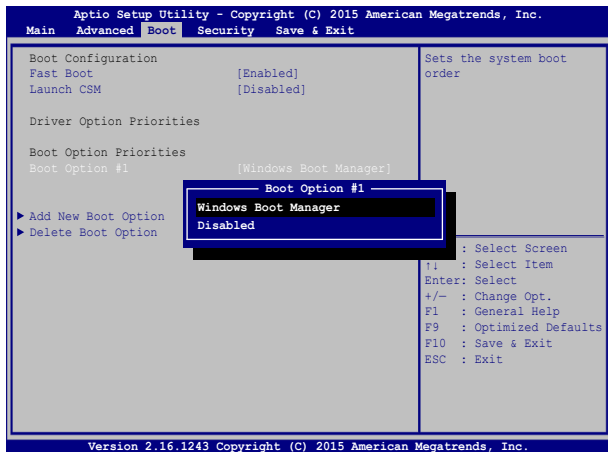 Aptio Setup Utility - Copyright (C) 2015 American Megatrends, Inc.
Main Advanced Boot Security Save & Exit
Boot Configuration
Fast Boot [Enabled]
Launch CSM [Disabled]
Driver Option Priorities
Boot Option Priorities
Boot Option #1 [Windows Boot Manager]
Boot Option #1
Windows Boot Manager
Disabled
Add New Boot Option
Delete Boot Option
Sets the system boot
order
: Select Screen
↑↓ : Select Item
Enter: Select
+/— : Change Opt.
F1 : General Help
F9 : Optimized Defaults
F10 : Save & Exit
ESC : Exit
Version 2.16.1243 Copyright (C) 2015 American Megatrends, Inc.